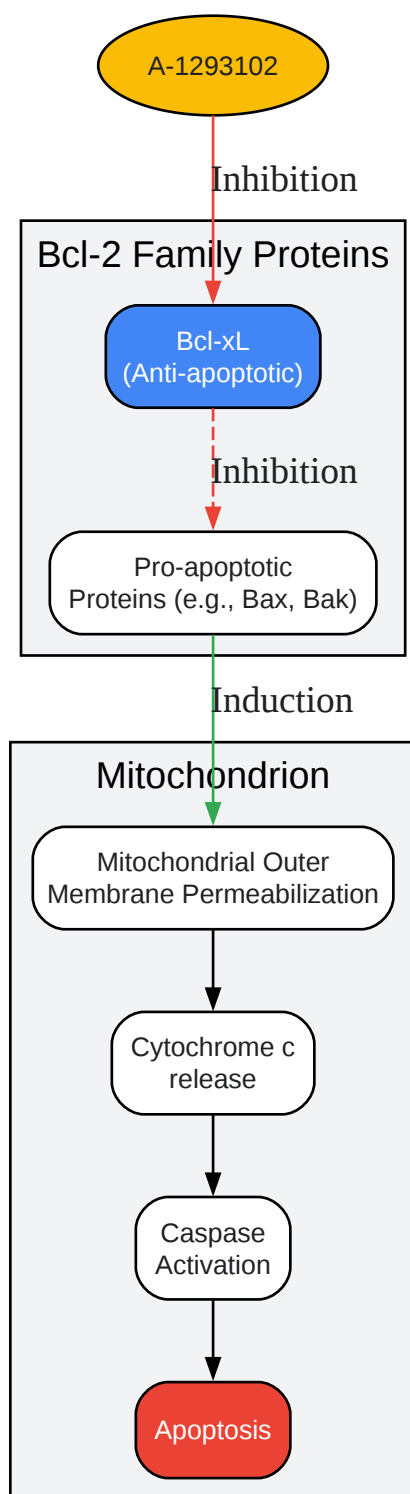 A-1293102
Inhibition
Bcl-2 Family Proteins
Bcl-xL
(Anti-apoptotic)
Inhibition
Pro-apoptotic
Proteins (e.g., Bax, Bak)
Induction
Mitochondrion
Mitochondrial Outer
Membrane Permeabilization
Cytochrome c
release
Caspase
Activation
Apoptosis